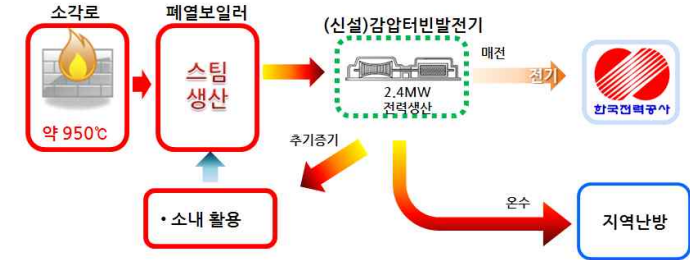 소각로
폐열보일러
(신설)감압터빈발전기
매전
스팀
생산
전기
2.4MW
전력생산
한국전력공사
약 950℃
추기증기
• 소내 활용
온수
지역난방